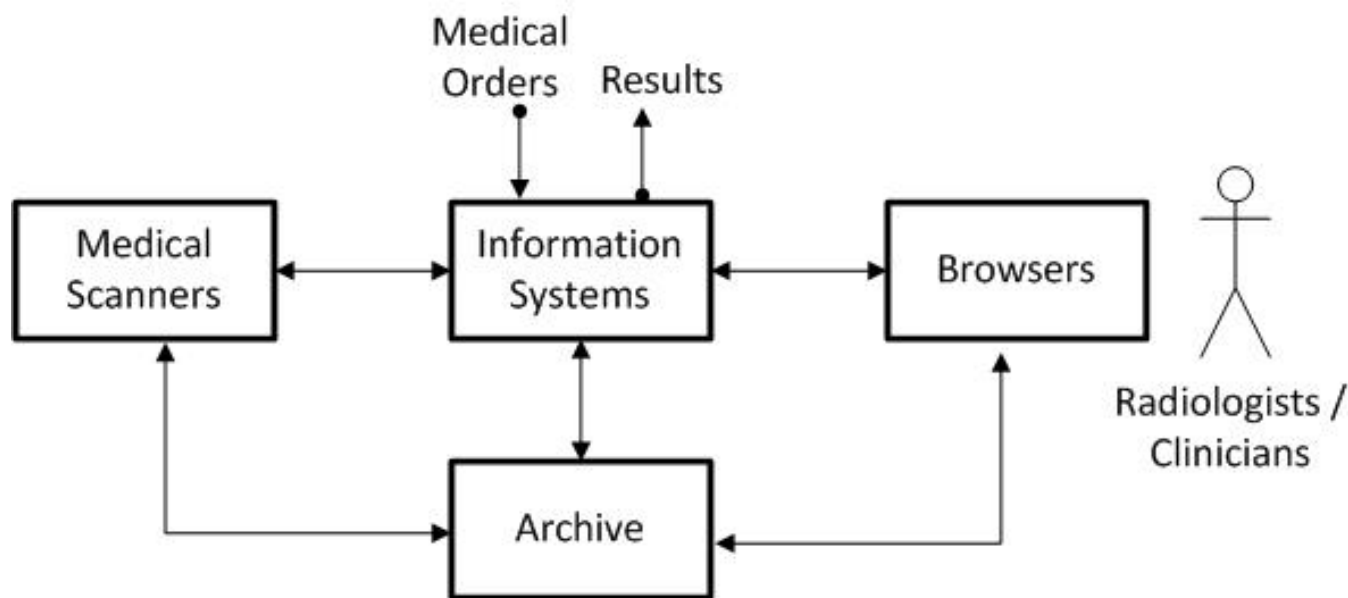 Medical
Orders
Results
Medical
Scanners
Information
Systems
Browsers
Radiologists /
Clinicians
Archive